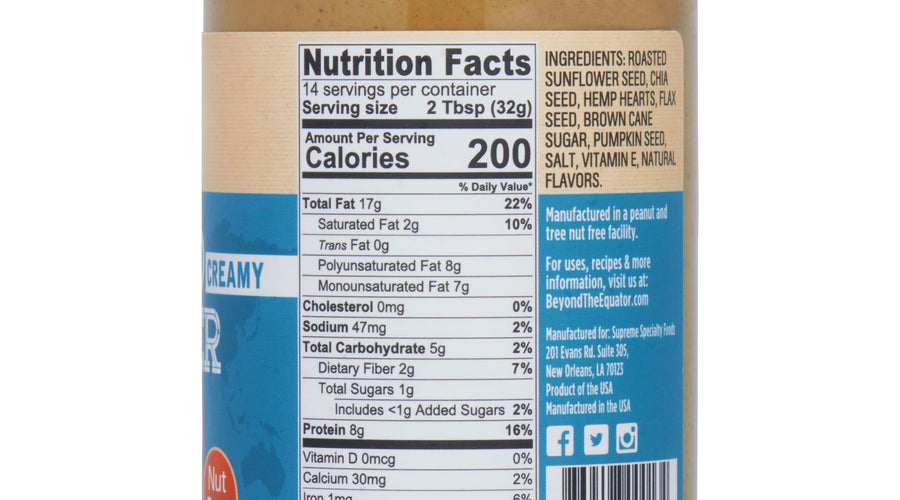 Nutrition Facts
14 servings per container
Serving size 2 Tbsp (32g)
Amount Per Serving
Calories 200
% Daily Value*
Total Fat 17g 22%
Saturated Fat 2g 10%
Trans Fat 0g
Polyunsaturated Fat 8g
Monounsaturated Fat 7g
Cholesterol 0mg 0%
Sodium 47mg 2%
Total Carbohydrate 5g 2%
Dietary Fiber 2g 7%
Total Sugars 1g
Includes <1g Added Sugars 2%
Protein 8g 16%
Vitamin D 0mcg 0%
Calcium 30mg 2%
Iron 1mg 6%
INGREDIENTS: ROASTED
SUNFLOWER SEED, CHIA
SEED, HEMP HEARTS, FLAX
SEED, BROWN CANE
SUGAR, PUMPKIN SEED,
SALT, VITAMIN E, NATURAL
FLAVORS.
Manufactured in a peanut and
tree nut free facility.
For uses, recipes & more
information, visit us at:
BeyondTheEquator.com
Manufactured for: Supreme Specialty Foods
201 Evans Rd. Suite 305,
New Orleans, LA 70123
Product of the USA
Manufactured in the USA
CREAMY
ER
Nut